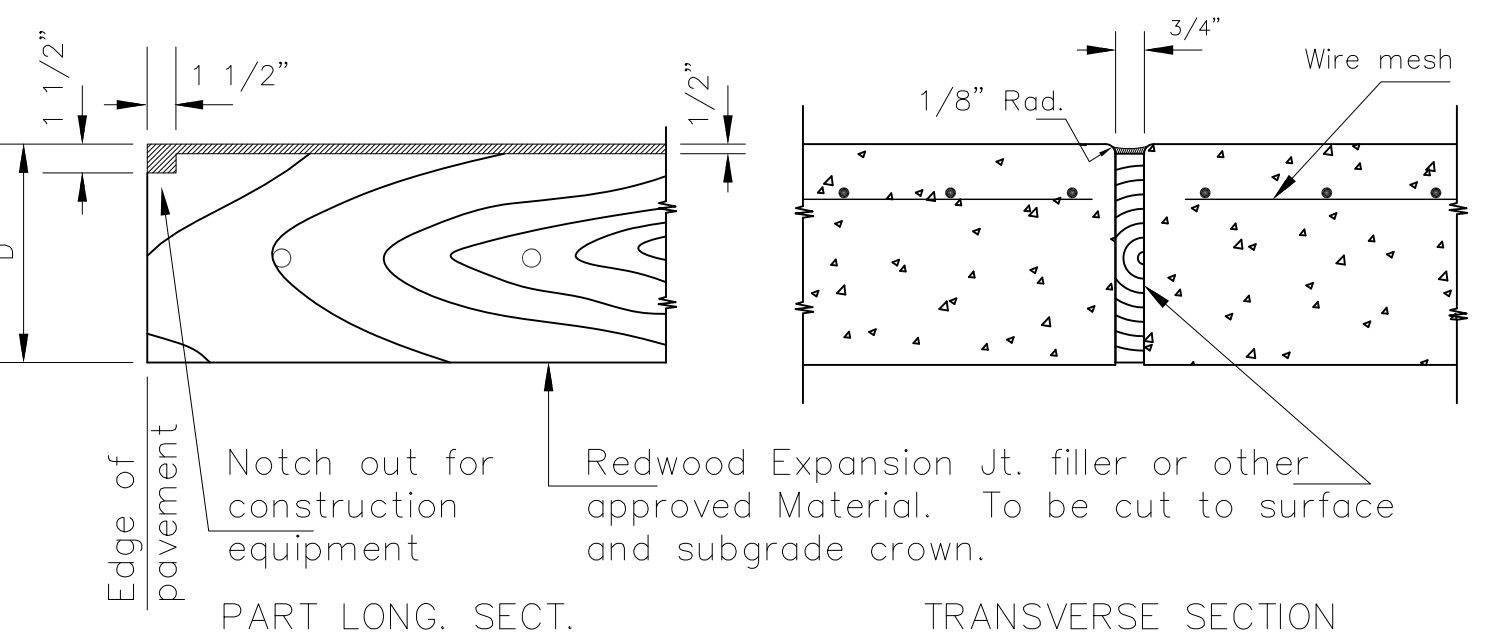 1 1/2”
1 1/2”
D
1/2”
3/4”
1/8” Rad.
Wire mesh
Edge of
pavement
Notch out for
construction
equipment
Redwood Expansion Jt. filler or other
approved Material. To be cut to surface
and subgrade crown.
PART LONG. SECT.
TRANSVERSE SECTION